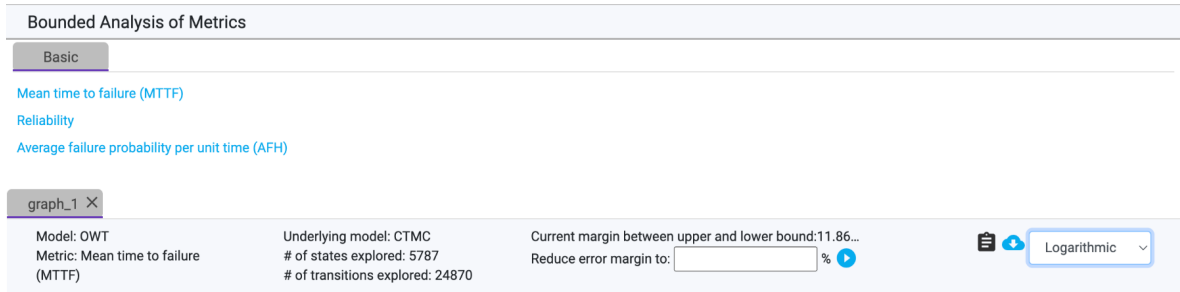 Bounded Analysis of Metrics
Basic
Mean time to failure (MTTF)
Reliability
Average failure probability per unit time (AFH)
graph_1
Model: OWT
Metric: Mean time to failure
(MTTF)
Underlying model: CTMC
# of states explored: 5787
# of transitions explored: 24870
Current margin between upper and lower bound:11.86...
Reduce error margin to: %
Logarithmic